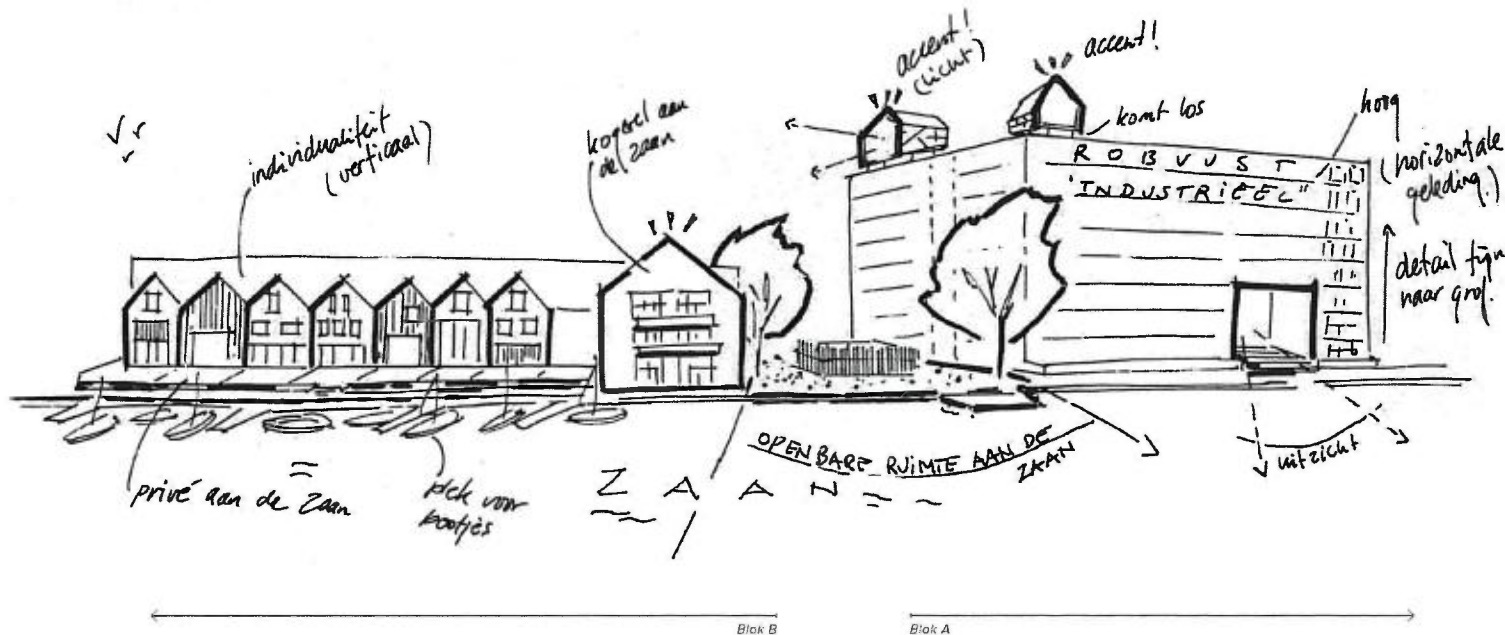 accent!
(licht)
accent!
komt los
hoog
(horizontale
geleding.)
individualiteit
(verticaal)
kogerel aan
de zaan
ROBUUST
"INDUSTRIEEL"
detail fijn
naar grof.
OPENBARE RUIMTE AAN DE
ZAAN
uitzicht
privé aan de Zaan
plek voor
bootjes
ZAAN
Blok B
Blok A